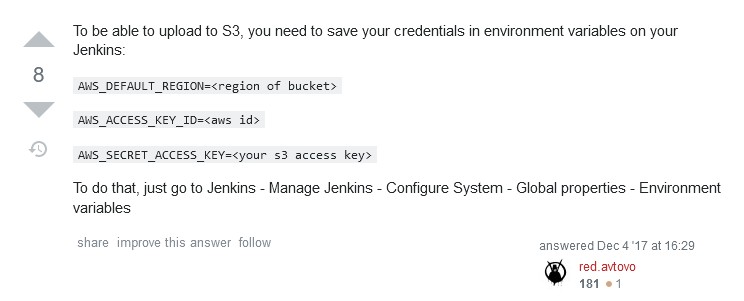 To be able to upload to S3, you need to save your credentials in environment variables on your
Jenkins:
8
AWS_DEFAULT_REGION=<region of bucket>
AWS_ACCESS_KEY_ID=<aws id>
AWS_SECRET_ACCESS_KEY=<your s3 access key>
To do that, just go to Jenkins - Manage Jenkins - Configure System - Global properties - Environment
variables
share improve this answer follow
answered Dec 4 '17 at 16:29
red.avtovo
181 ● 1